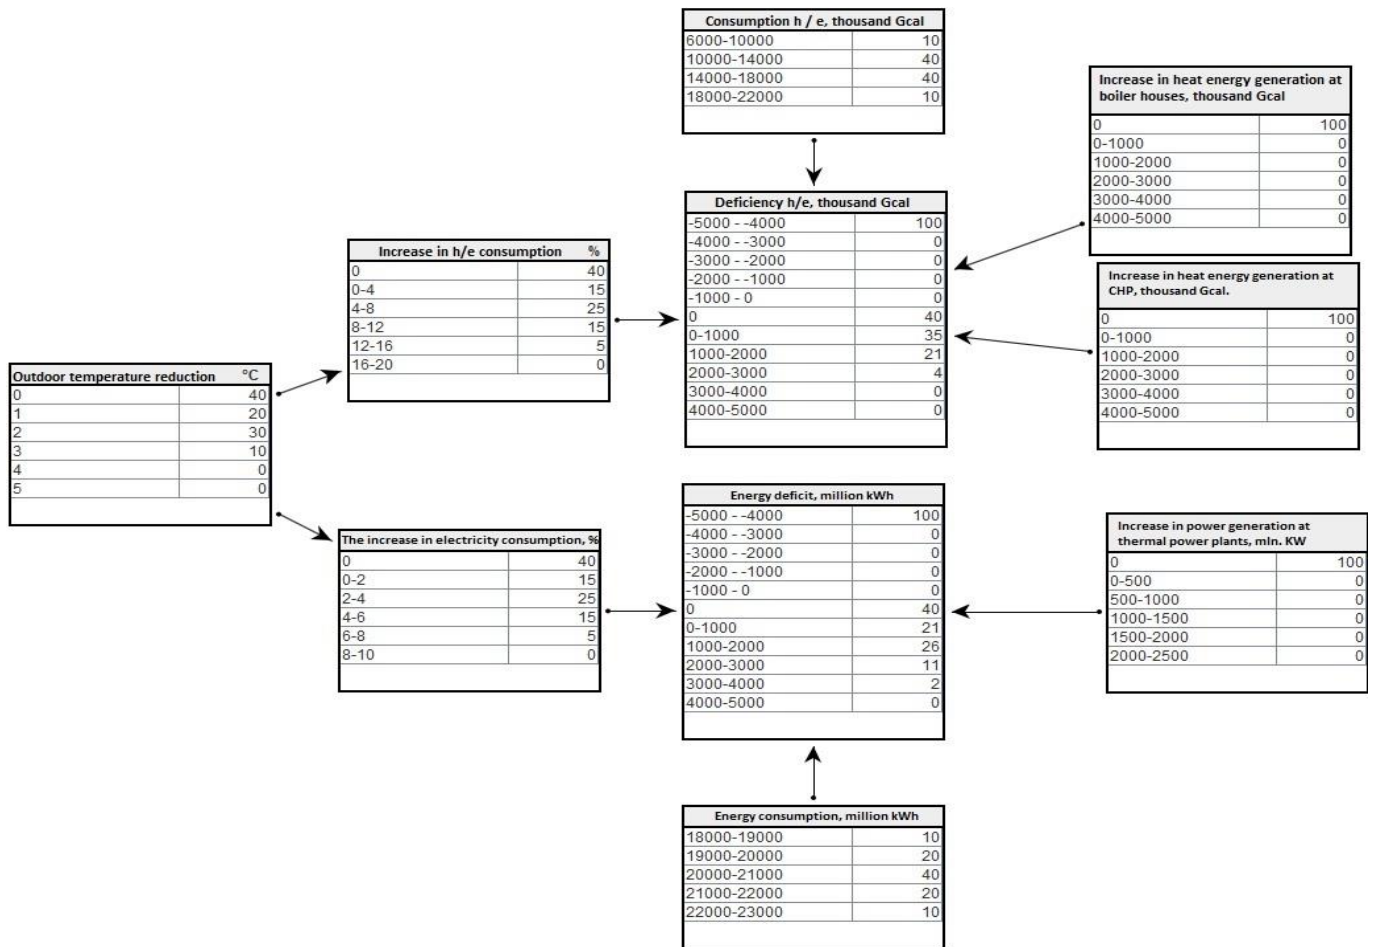 Consumption h / e, thousand Gcal
6000-10000 10
10000-14000 40
14000-18000 40
18000-22000 10
Increase in heat energy generation at
boiler houses, thousand Gcal
0 100
0-1000 0
1000-2000 0
2000-3000 0
3000-4000 0
4000-5000 0
Deficiency h/e, thousand Gcal
-5000 - -4000 100
-4000 - -3000 0
-3000 - -2000 0
-2000 - -1000 0
-1000 - 0 0
0 40
0-1000 35
1000-2000 21
2000-3000 4
3000-4000 0
4000-5000 0
Increase in h/e consumption %
0 40
0-4 15
4-8 25
8-12 15
12-16 5
16-20 0
Increase in heat energy generation at
CHP, thousand Gcal.
0 100
0-1000 0
1000-2000 0
2000-3000 0
3000-4000 0
4000-5000 0
Outdoor temperature reduction °C
0 40
1 20
2 30
3 10
4 0
5 0
Energy deficit, million kWh
-5000 - -4000 100
-4000 - -3000 0
-3000 - -2000 0
-2000 - -1000 0
-1000 - 0 0
0 40
0-1000 21
1000-2000 26
2000-3000 11
3000-4000 2
4000-5000 0
The increase in electricity consumption, %
0 40
0-2 15
2-4 25
4-6 15
6-8 5
8-10 0
Increase in power generation at
thermal power plants, mln. KW
0 100
0-500 0
500-1000 0
1000-1500 0
1500-2000 0
2000-2500 0
Energy consumption, million kWh
18000-19000 10
19000-20000 20
20000-21000 40
21000-22000 20
22000-23000 10